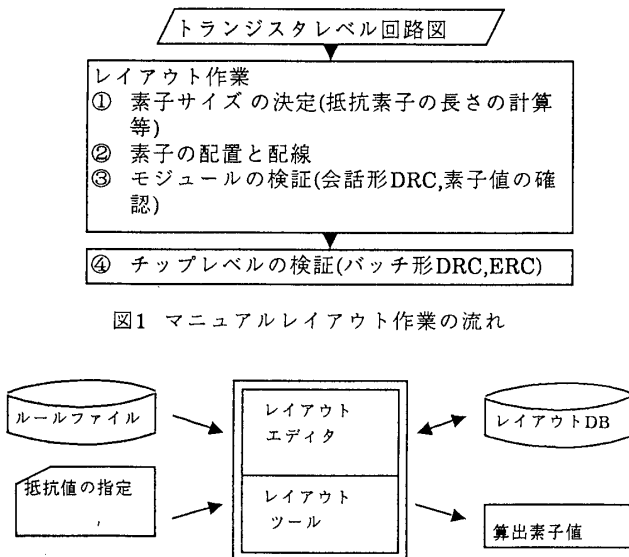 トランジスタレベル回路図
レイアウト作業
① 素子サイズ の決定(抵抗素子の長さの計算
等)
② 素子の配置と配線
③ モジュールの検証(会話形DRC,素子値の確
認)
④ チップレベルの検証(バッチ形DRC,ERC)
図1 マニュアルレイアウト作業の流れ
ルールファイル
レイアウト
エディタ
レイアウトDB
抵抗値の指定
レイアウト
ツール
算出素子値